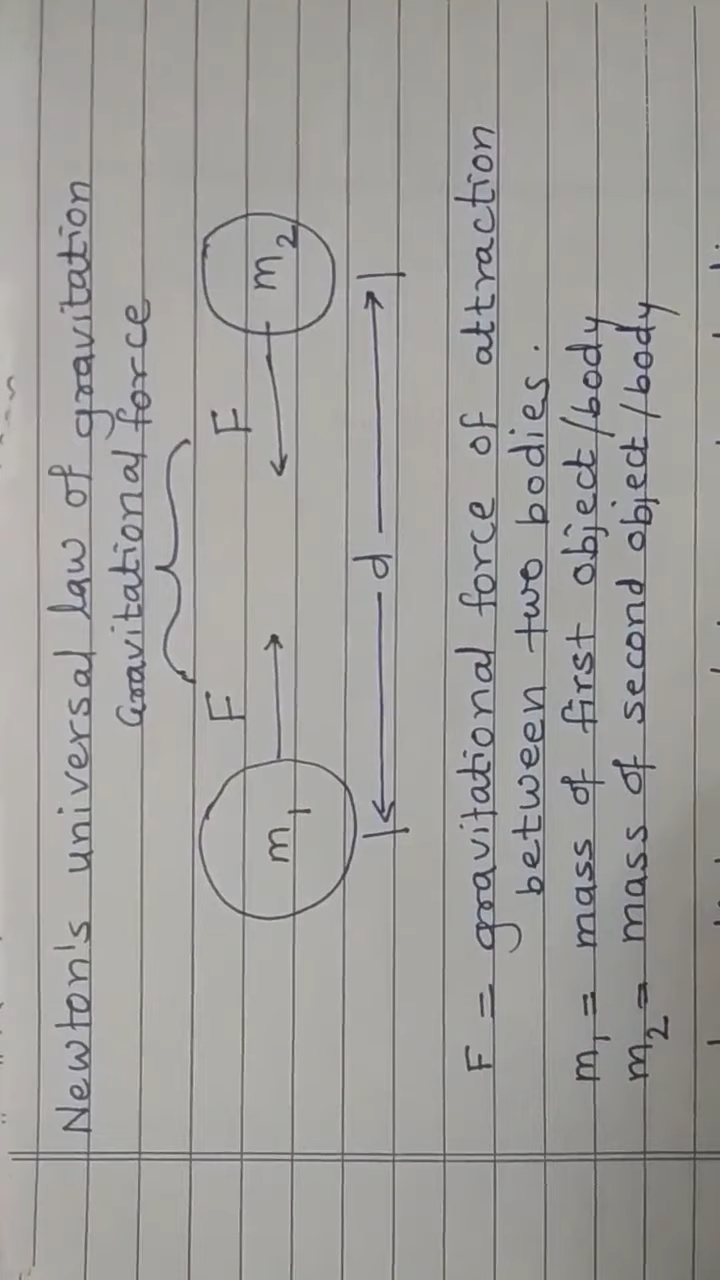 Newton's universal law of gravitation
Gravitational force
F F
m₁ m₂
d
F = gravitational force of attraction
between two bodies.
m₁ = mass of first object/body
m₂ = mass of second object/body